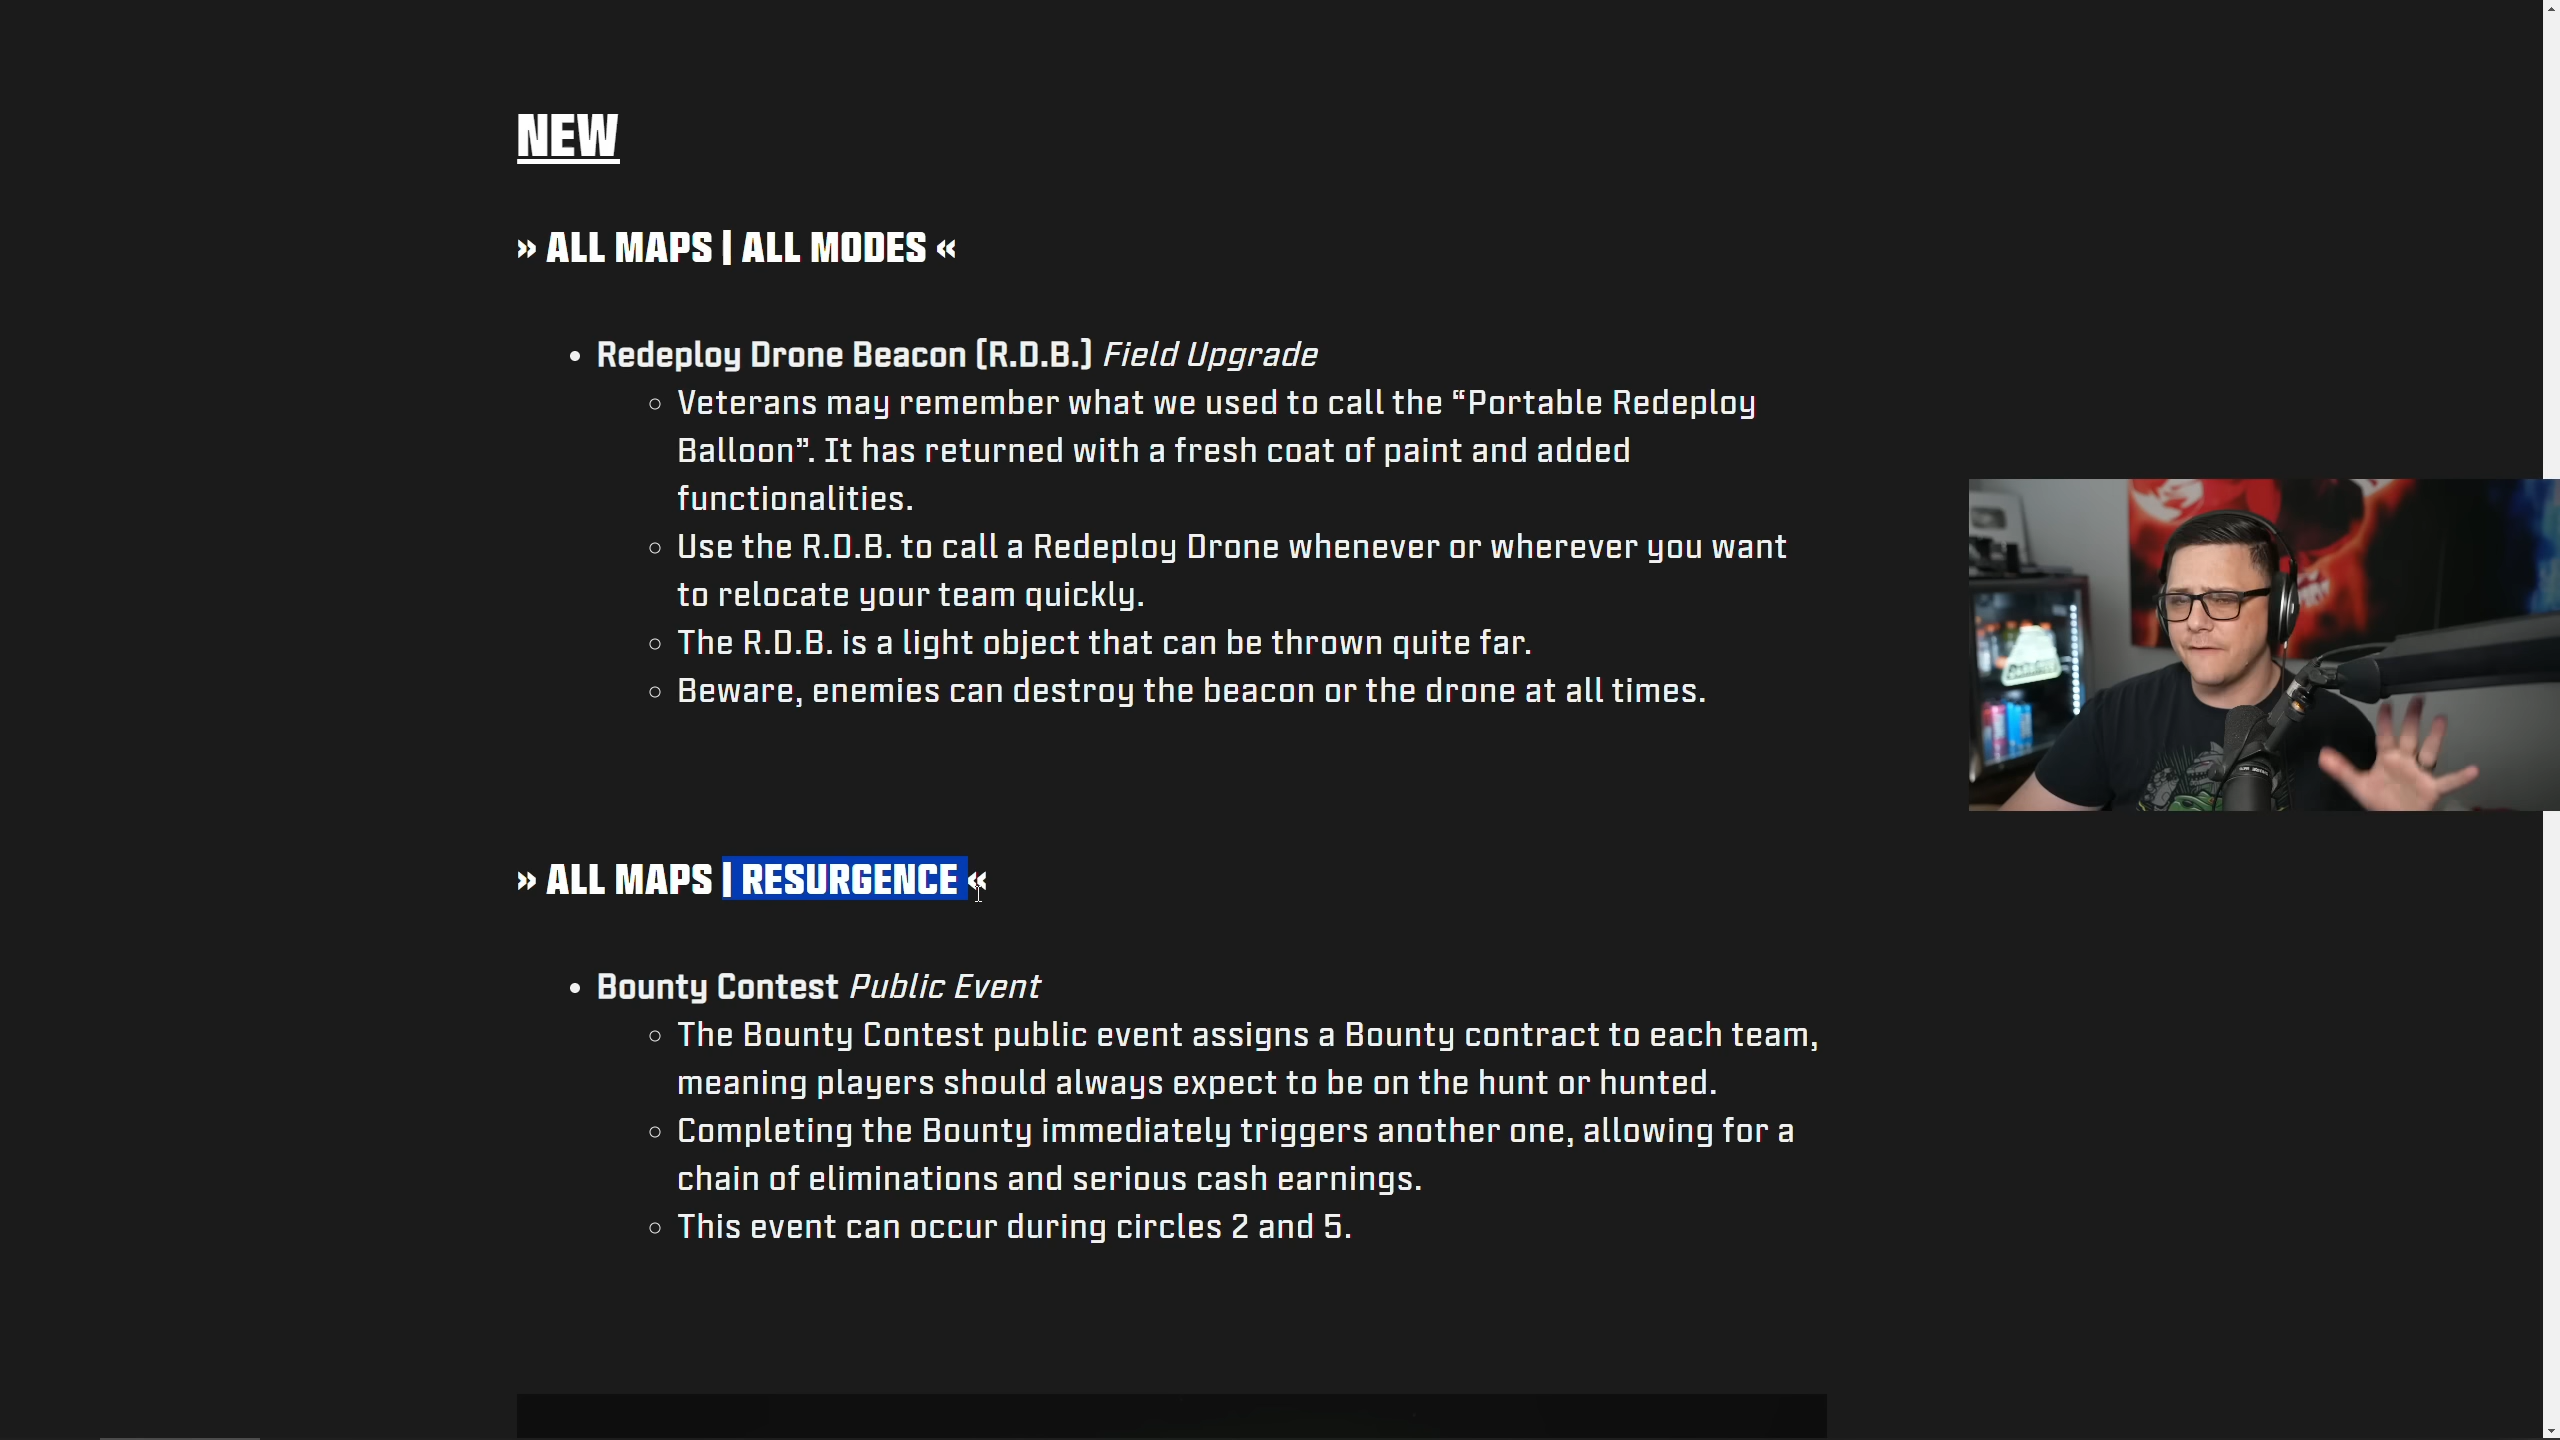 NEW
» ALL MAPS | ALL MODES «
• Redeploy Drone Beacon (R.D.B.) Field Upgrade
○ Veterans may remember what we used to call the “Portable Redeploy
Balloon”. It has returned with a fresh coat of paint and added
functionalities.
○ Use the R.D.B. to call a Redeploy Drone whenever or wherever you want
to relocate your team quickly.
○ The R.D.B. is a light object that can be thrown quite far.
○ Beware, enemies can destroy the beacon or the drone at all times.
» ALL MAPS | RESURGENCE «
• Bounty Contest Public Event
○ The Bounty Contest public event assigns a Bounty contract to each team,
meaning players should always expect to be on the hunt or hunted.
○ Completing the Bounty immediately triggers another one, allowing for a
chain of eliminations and serious cash earnings.
○ This event can occur during circles 2 and 5.